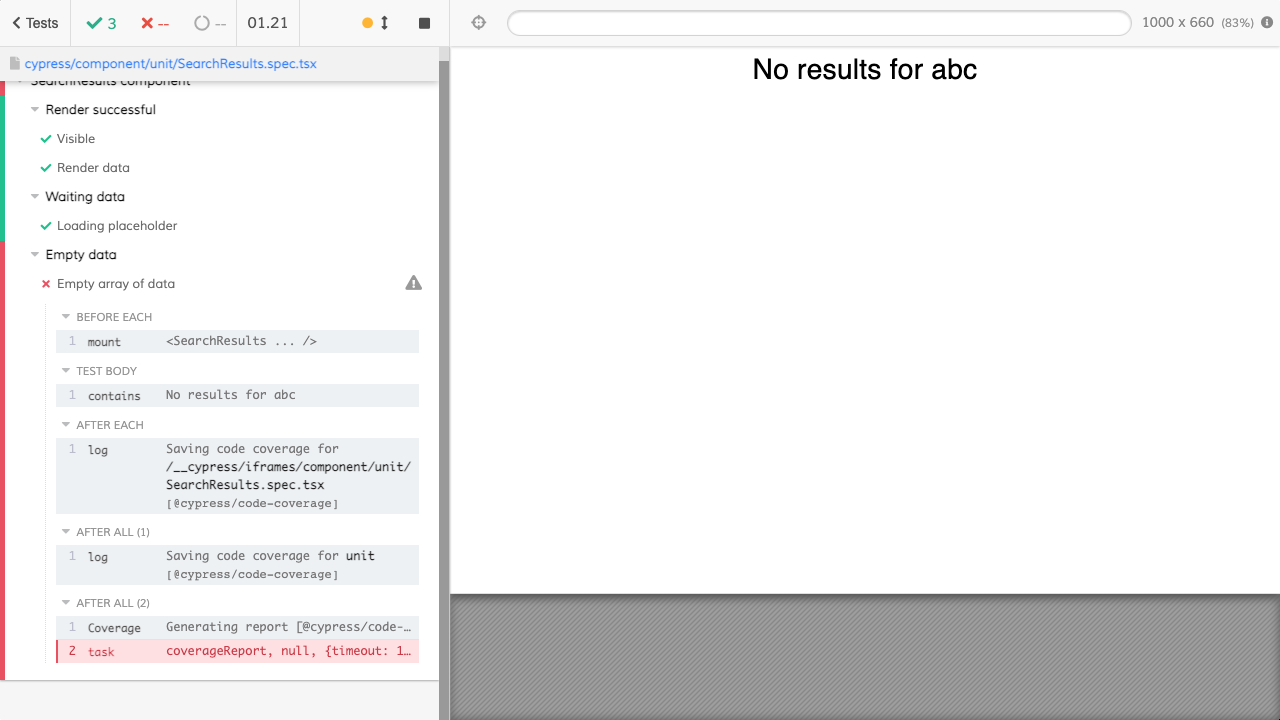 Tests 3 -- -- 01.21 1000 x 660 (83%)
cypress/component/unit/SearchResults.spec.tsx
SearchResults component
Render successful
Visible
Render data
Waiting data
Loading placeholder
Empty data
Empty array of data
BEFORE EACH
1 mount <SearchResults ... />
TEST BODY
1 contains No results for abc
AFTER EACH
1 log Saving code coverage for
/__cypress/iframes/component/unit/
SearchResults.spec.tsx
[@cypress/code-coverage]
AFTER ALL (1)
1 log Saving code coverage for unit
[@cypress/code-coverage]
AFTER ALL (2)
1 Coverage Generating report [@cypress/code-…
2 task coverageReport, null, {timeout: 1…
No results for abc